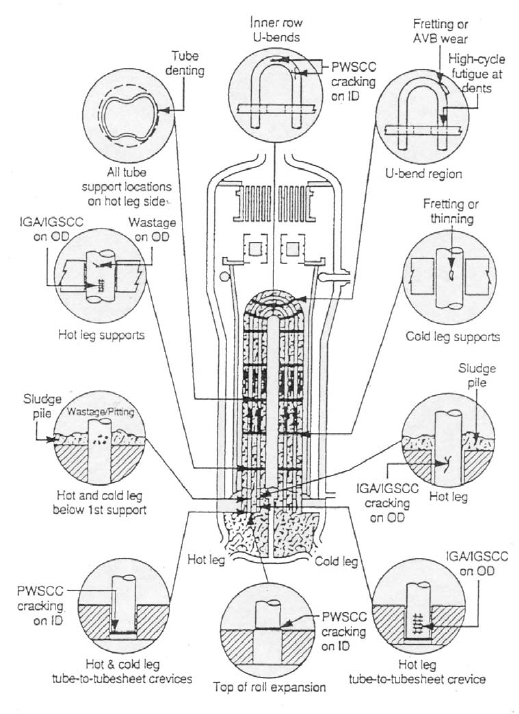 Inner row
U-bends
PWSCC
cracking
on ID
Fretting or
AVB wear
High-cycle
futigue at
dents
U-bend region
Tube
denting
All tube
support locations
on hot leg side
IGA/IGSCC
on OD
Wastage
on OD
Hot leg supports
Fretting or
thinning
Cold leg supports
Sludge
pile
Wastage/Pitting
Hot and cold leg
below 1st support
Sludge
pile
IGA/IGSCC
cracking
on OD
Hot leg
Hot leg
Cold leg
PWSCC
cracking
on ID
Hot & cold leg
tube-to-tubesheet crevices
PWSCC
cracking
on ID
Top of roll expansion
IGA/IGSCC
on OD
Hot leg
tube-to-tubesheet crevice